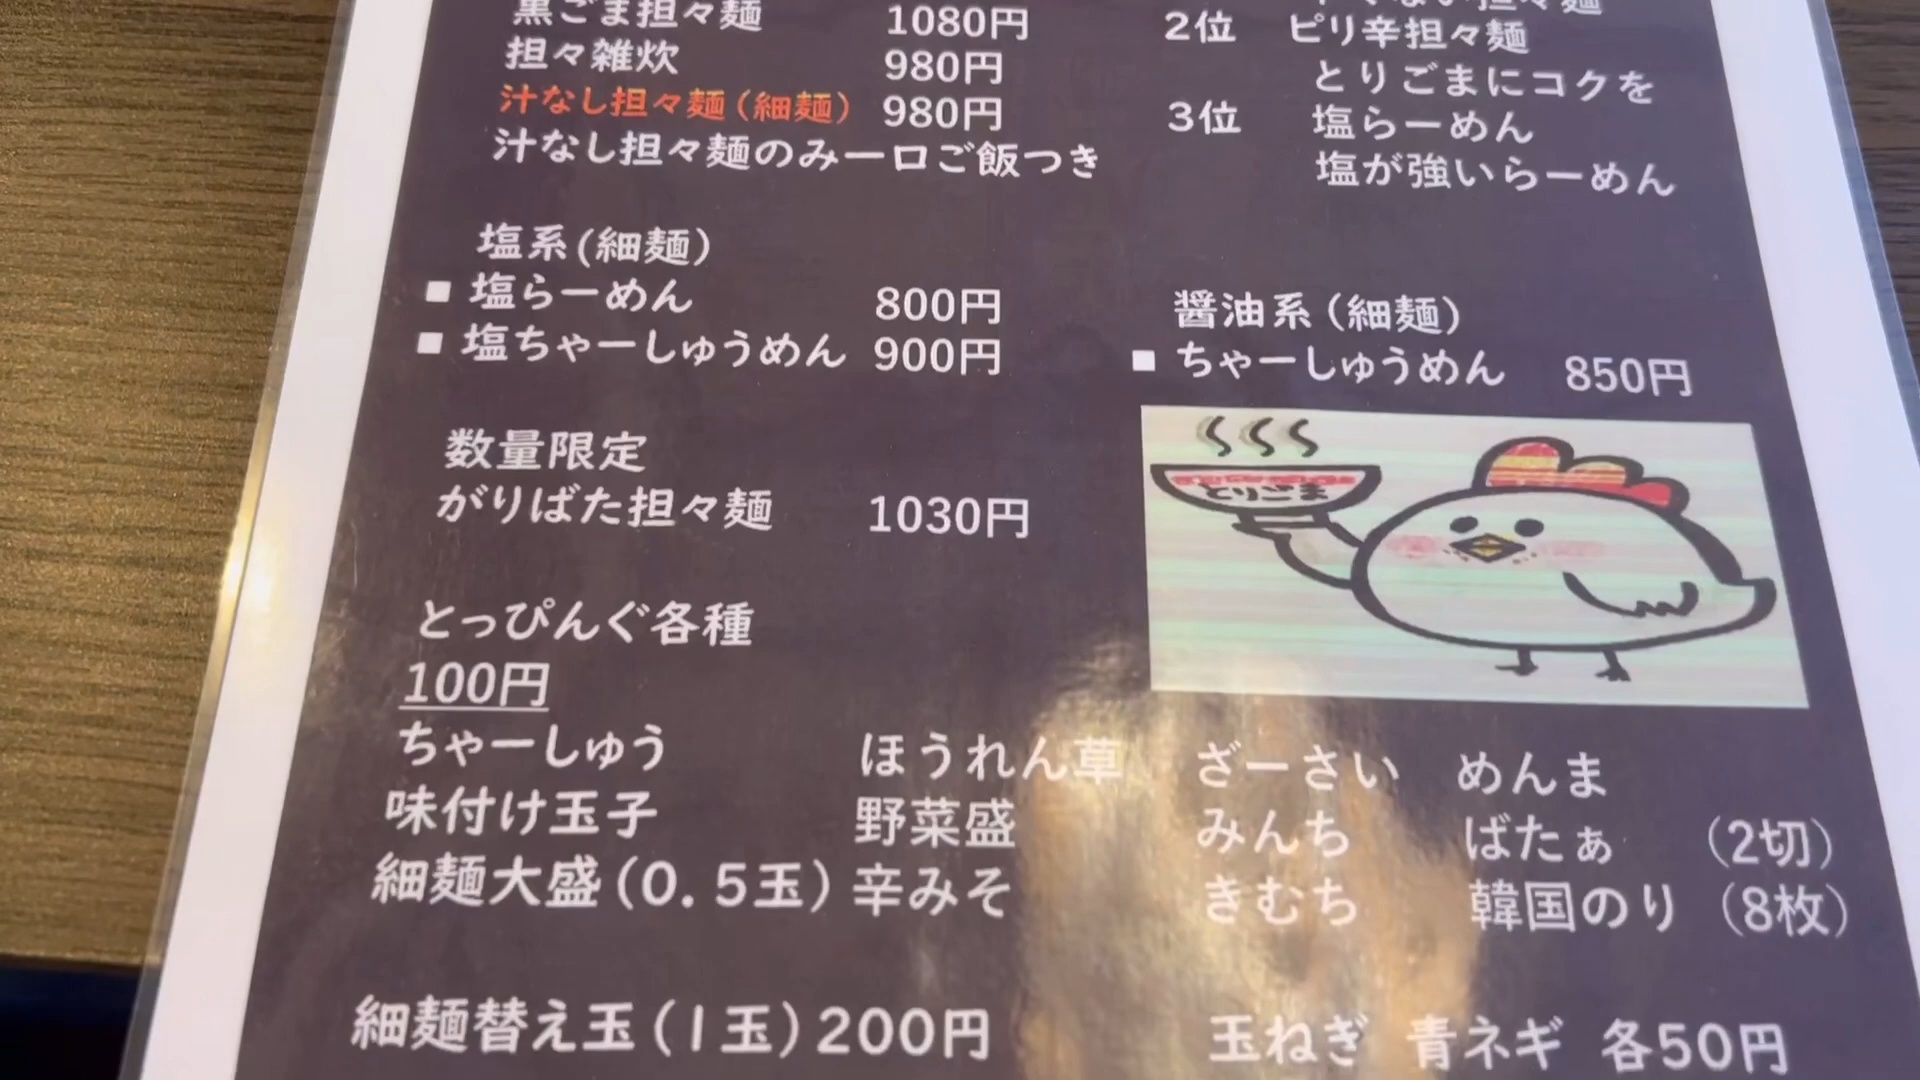 黒ごま担々麺 1080円
担々雑炊 980円
汁なし担々麺(細麺) 980円
汁なし担々麺のみ一口ご飯つき
塩系(細麺)
■ 塩らーめん 800円
■ 塩ちゃーしゅうめん 900円
数量限定
がりばた担々麺 1030円
2位 ピリ辛担々麺
とりごまにコクを
3位 塩らーめん
塩が強いらーめん
醤油系(細麺)
■ ちゃーしゅうめん 850円
とりごま
とっぴんぐ各種
100円
ちゃーしゅう ほうれん草 ざーさい めんま
味付け玉子 野菜盛 みんち ばたぁ (2切)
細麺大盛(0.5玉) 辛みそ きむち 韓国のり (8枚)
細麺替え玉(1玉)200円 玉ねぎ 青ネギ 各50円